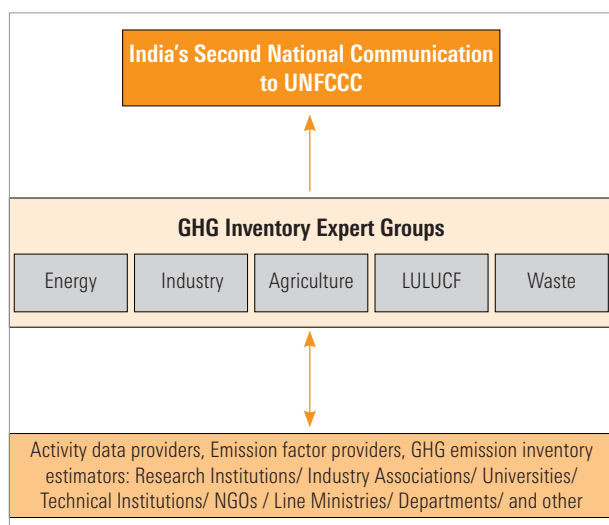 India's Second National Communication
to UNFCCC
GHG Inventory Expert Groups
Energy
Industry
Agriculture
LULUCF
Waste
Activity data providers, Emission factor providers, GHG emission inventory
estimators: Research Institutions/ Industry Associations/ Universities/
Technical Institutions/ NGOs / Line Ministries/ Departments/ and other